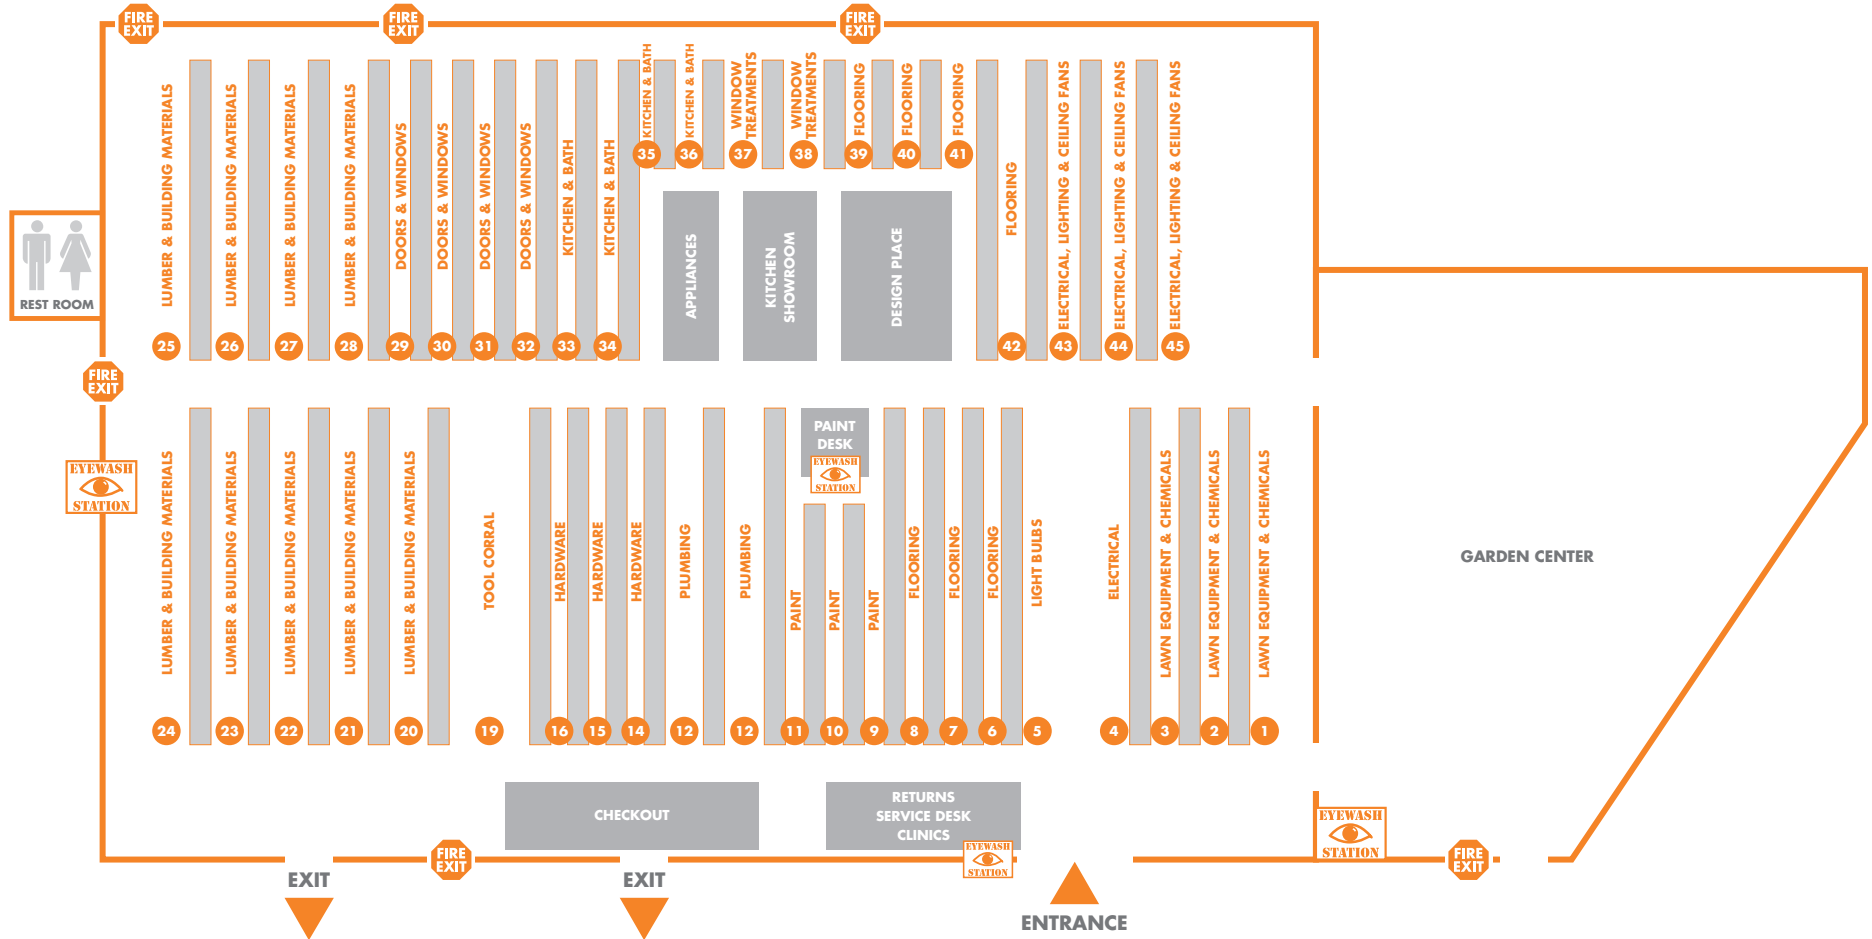 FIRE
EXIT
FIRE
EXIT
FIRE
EXIT
LUMBER & BUILDING MATERIALS
LUMBER & BUILDING MATERIALS
LUMBER & BUILDING MATERIALS
LUMBER & BUILDING MATERIALS
DOORS & WINDOWS
DOORS & WINDOWS
DOORS & WINDOWS
DOORS & WINDOWS
KITCHEN & BATH
KITCHEN & BATH
KITCHEN & BATH
KITCHEN & BATH
WINDOW
TREATMENTS
WINDOW
TREATMENTS
FLOORING
FLOORING
FLOORING
FLOORING
ELECTRICAL, LIGHTING & CEILING FANS
ELECTRICAL, LIGHTING & CEILING FANS
ELECTRICAL, LIGHTING & CEILING FANS
35
36
37
38
39
40
41
REST ROOM
APPLIANCES
KITCHEN
SHOWROOM
DESIGN PLACE
25
26
27
28
29
30
31
32
33
34
42
43
44
45
FIRE
EXIT
EYEWASH
STATION
PAINT
DESK
EYEWASH
STATION
LUMBER & BUILDING MATERIALS
LUMBER & BUILDING MATERIALS
LUMBER & BUILDING MATERIALS
LUMBER & BUILDING MATERIALS
LUMBER & BUILDING MATERIALS
TOOL CORRAL
HARDWARE
HARDWARE
HARDWARE
PLUMBING
PLUMBING
PAINT
PAINT
PAINT
FLOORING
FLOORING
FLOORING
LIGHT BULBS
ELECTRICAL
LAWN EQUIPMENT & CHEMICALS
LAWN EQUIPMENT & CHEMICALS
LAWN EQUIPMENT & CHEMICALS
GARDEN CENTER
24
23
22
21
20
19
16
15
14
12
12
11
10
9
8
7
6
5
4
3
2
1
CHECKOUT
RETURNS
SERVICE DESK
CLINICS
EYEWASH
STATION
EYEWASH
STATION
FIRE
EXIT
FIRE
EXIT
EXIT
EXIT
ENTRANCE